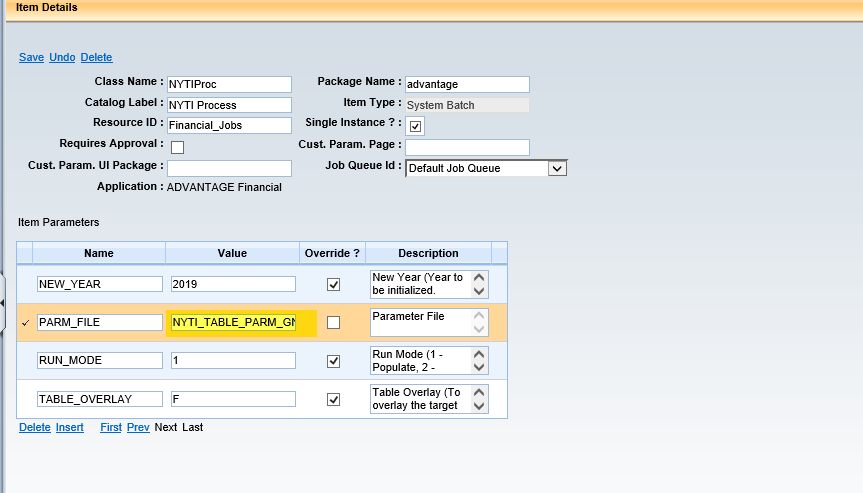 Item Details
Save Undo Delete
Class Name : NYTIProc Package Name : advantage
Catalog Label : NYTI Process Item Type : System Batch
Resource ID : Financial_Jobs Single Instance ? :
Requires Approval : Cust. Param. Page :
Cust. Param. UI Package : Job Queue Id : Default Job Queue
Application : ADVANTAGE Financial
Item Parameters
Name Value Override ? Description
NEW_YEAR 2019 New Year (Year to
be initialized.
PARM_FILE NYTI_TABLE_PARM_GN Parameter File
RUN_MODE 1 Run Mode (1 -
Populate, 2 -
TABLE_OVERLAY F Table Overlay (To
overlay the target
Delete Insert First Prev Next Last